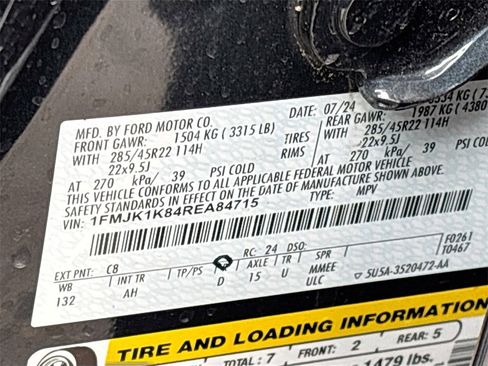 MFD. BY FORD MOTOR CO.
07/24
FRONT GAWR: 1504 KG ( 3315 LB)
REAR GAWR: 1987 KG ( 4380
WITH 285/45R22 114H TIRES 285/45R22 114H
22x9.5J RIMS 22x9.5J
AT 270 kPa/ 39 PSI COLD AT 270 kPa/ 39 PSI COLD
THIS VEHICLE CONFORMS TO ALL APPLICABLE FEDERAL MOTOR VEHICLE
SAFETY STANDARDS IN EFFECT ON THE DATE OF MANUFACTURE SHOWN ABOVE.
VIN: 1FMJK1K84REA84715
TYPE: MPV
EXT PNT: C8 RC: 24 DSO: F0261
WB INT TR TP/PS R AXLE TR SPR T0467
132 AH D 15 U MMEE
ULC
▽ 5U5A-3520472-AA
TIRE AND LOADING INFORMATION
TOTAL : 7 FRONT: 2 REAR: 5
1479 lbs.